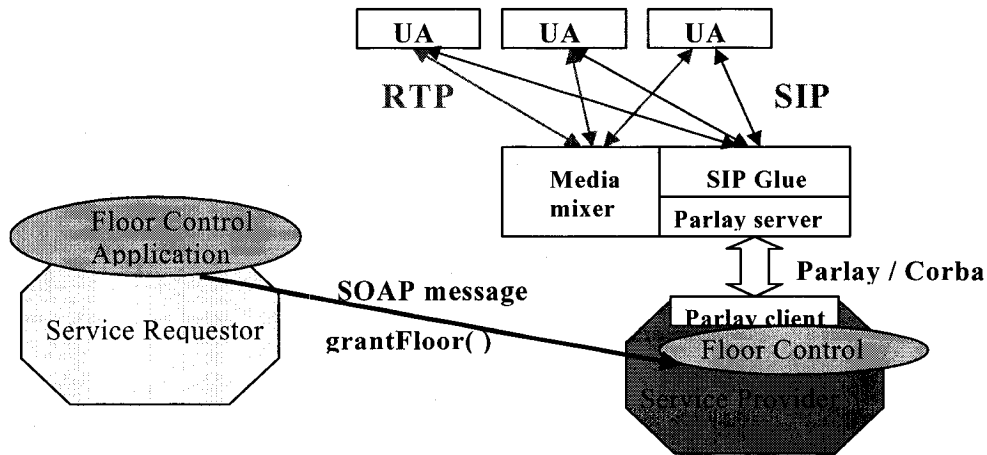 UA UA UA
RTP SIP
Media mixer
SIP Glue
Parlay server
Floor Control
Application
Parlay / Corba
SOAP message
Service Requestor
grantFloor( )
Parlay client
Floor Control
Service Provider